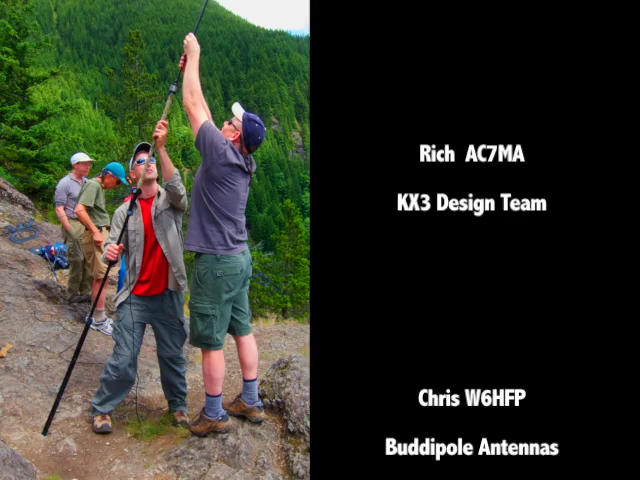 Rich AC7MA
KX3 Design Team
Chris W6HFP
Buddipole Antennas